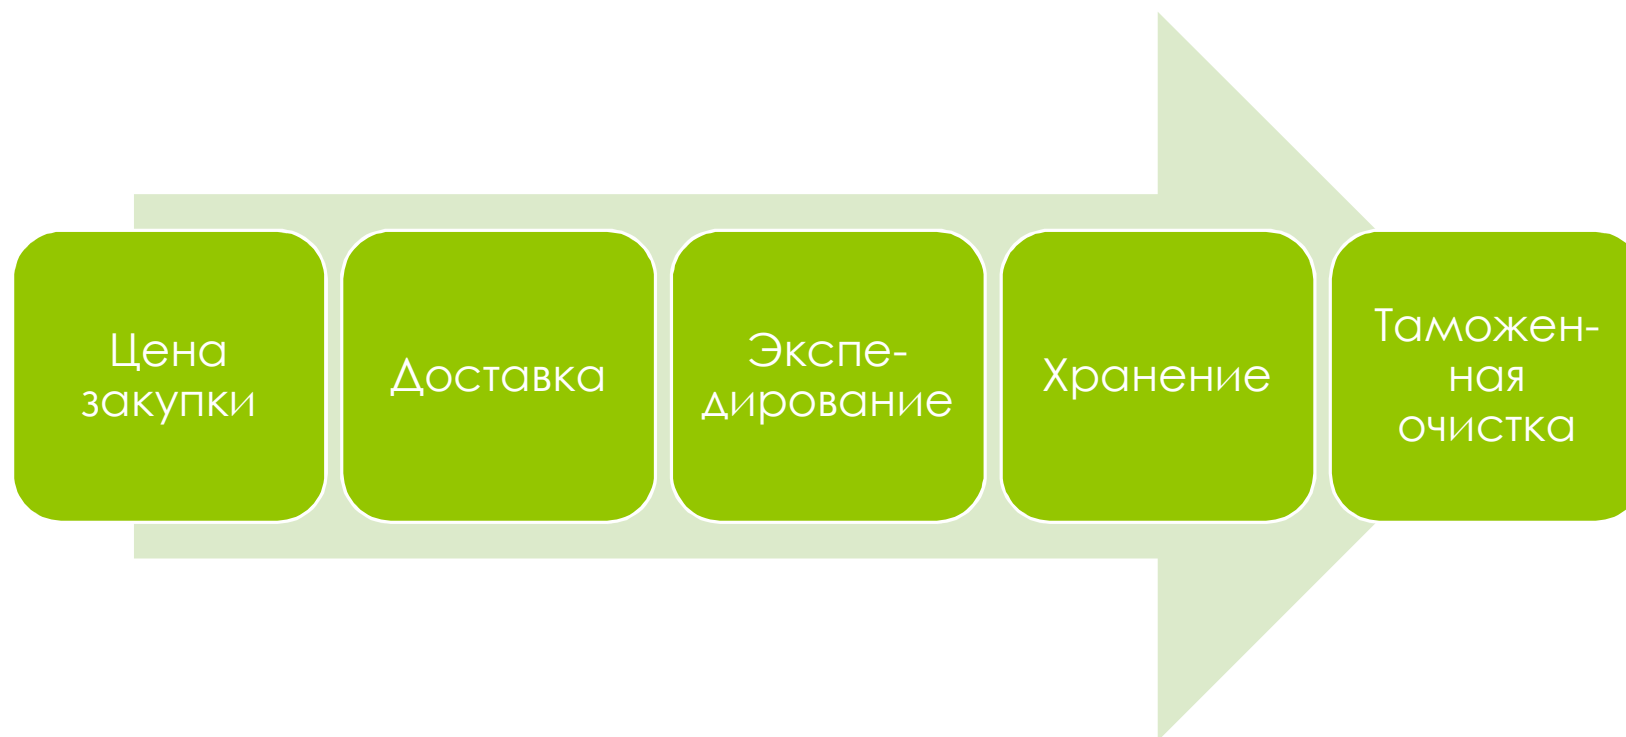 Цена
закупки
Доставка
Экспе-
дирование
Хранение
Таможен-
ная
очистка